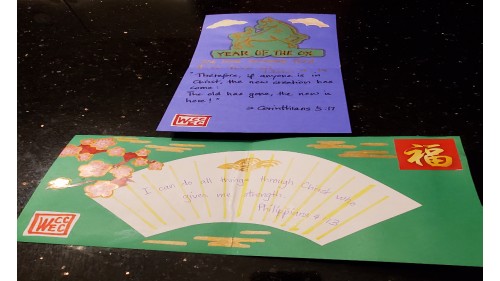 YEAR OF THE OX
"Therefore, if anyone is in
Christ, the new creation has
come:
The old has gone, the new is
here!"
2 Corinthians 5:17
WCC
WEC
福
I can do all things through Christ who
gives me strength.
Philippians 4:13
WCC
WEC